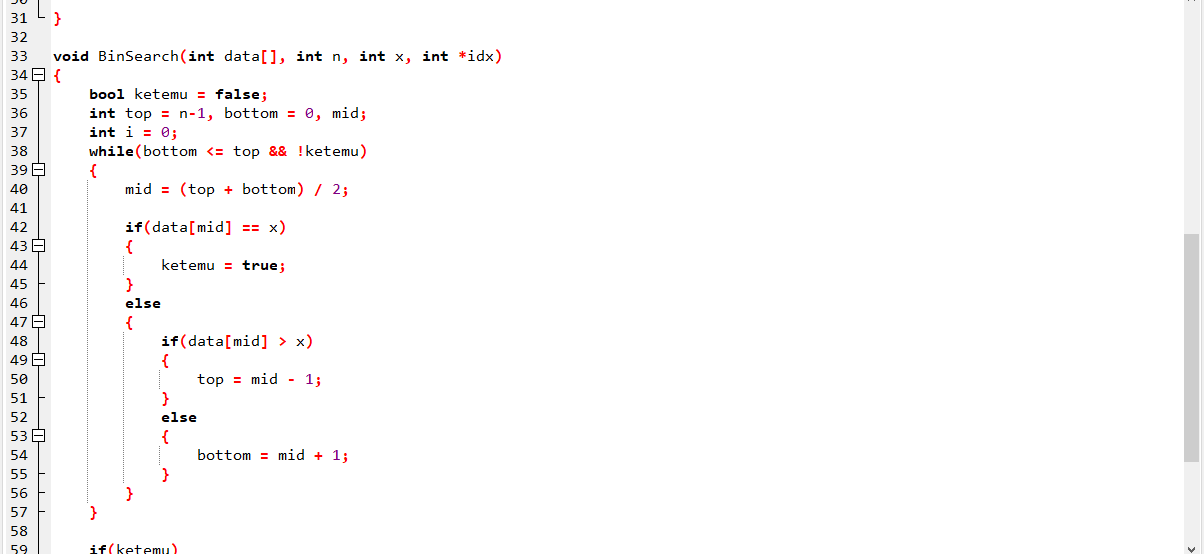 31 }
32
33 void BinSearch(int data[], int n, int x, int *idx)
34 {
35 bool ketemu = false;
36 int top = n-1, bottom = 0, mid;
37 int i = 0;
38 while(bottom <= top && !ketemu)
39 {
40 mid = (top + bottom) / 2;
41
42 if(data[mid] == x)
43 {
44 ketemu = true;
45 }
46 else
47 {
48 if(data[mid] > x)
49 {
50 top = mid - 1;
51 }
52 else
53 {
54 bottom = mid + 1;
55 }
56 }
57 }
58
59 if(ketemu)